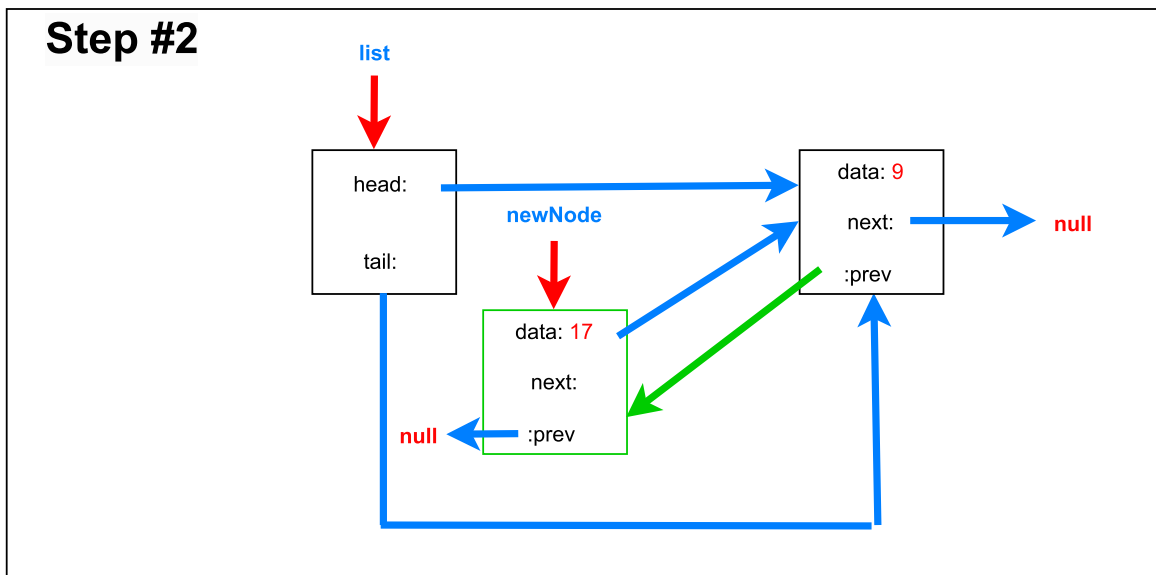 Step #2
list
head:
tail:
newNode
data: 17
next:
:prev
null
data: 9
next:
:prev
null